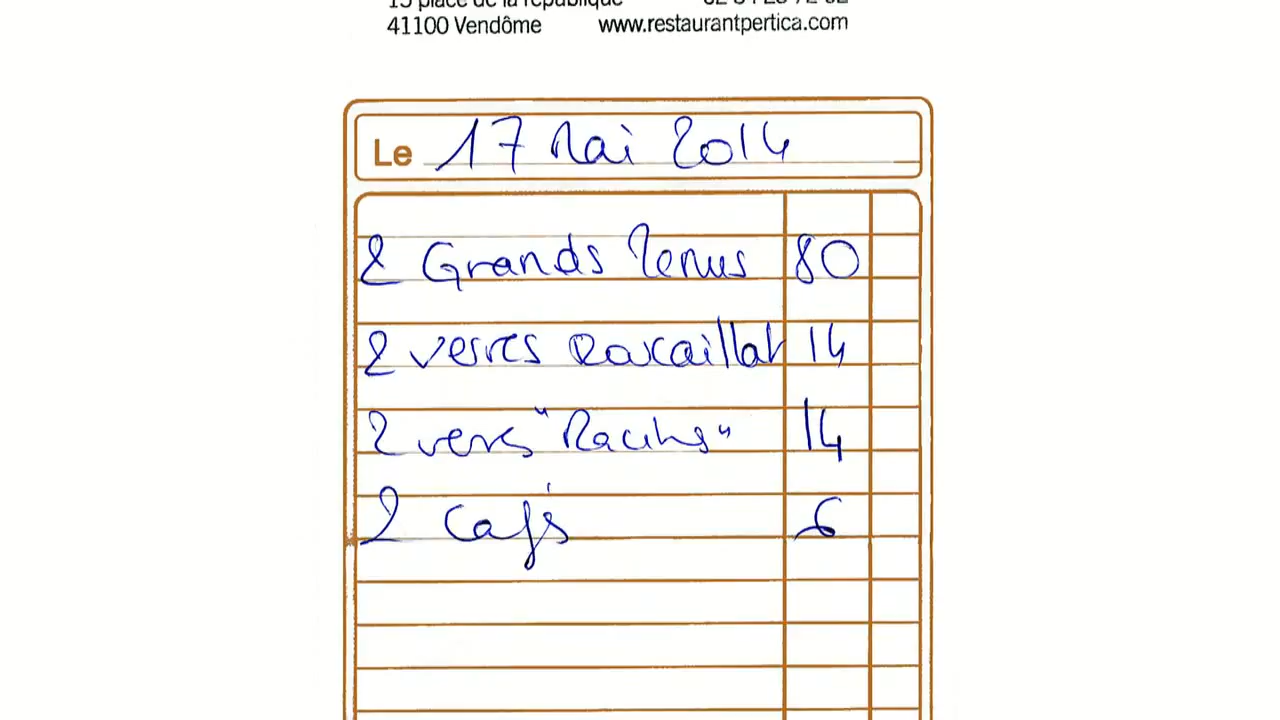 41100 Vendôme www.restaurantpertica.com
Le 17 Mai 2014
2 Grands Menus 80
2 verres 14
2 verres 14
2 Cafés 6